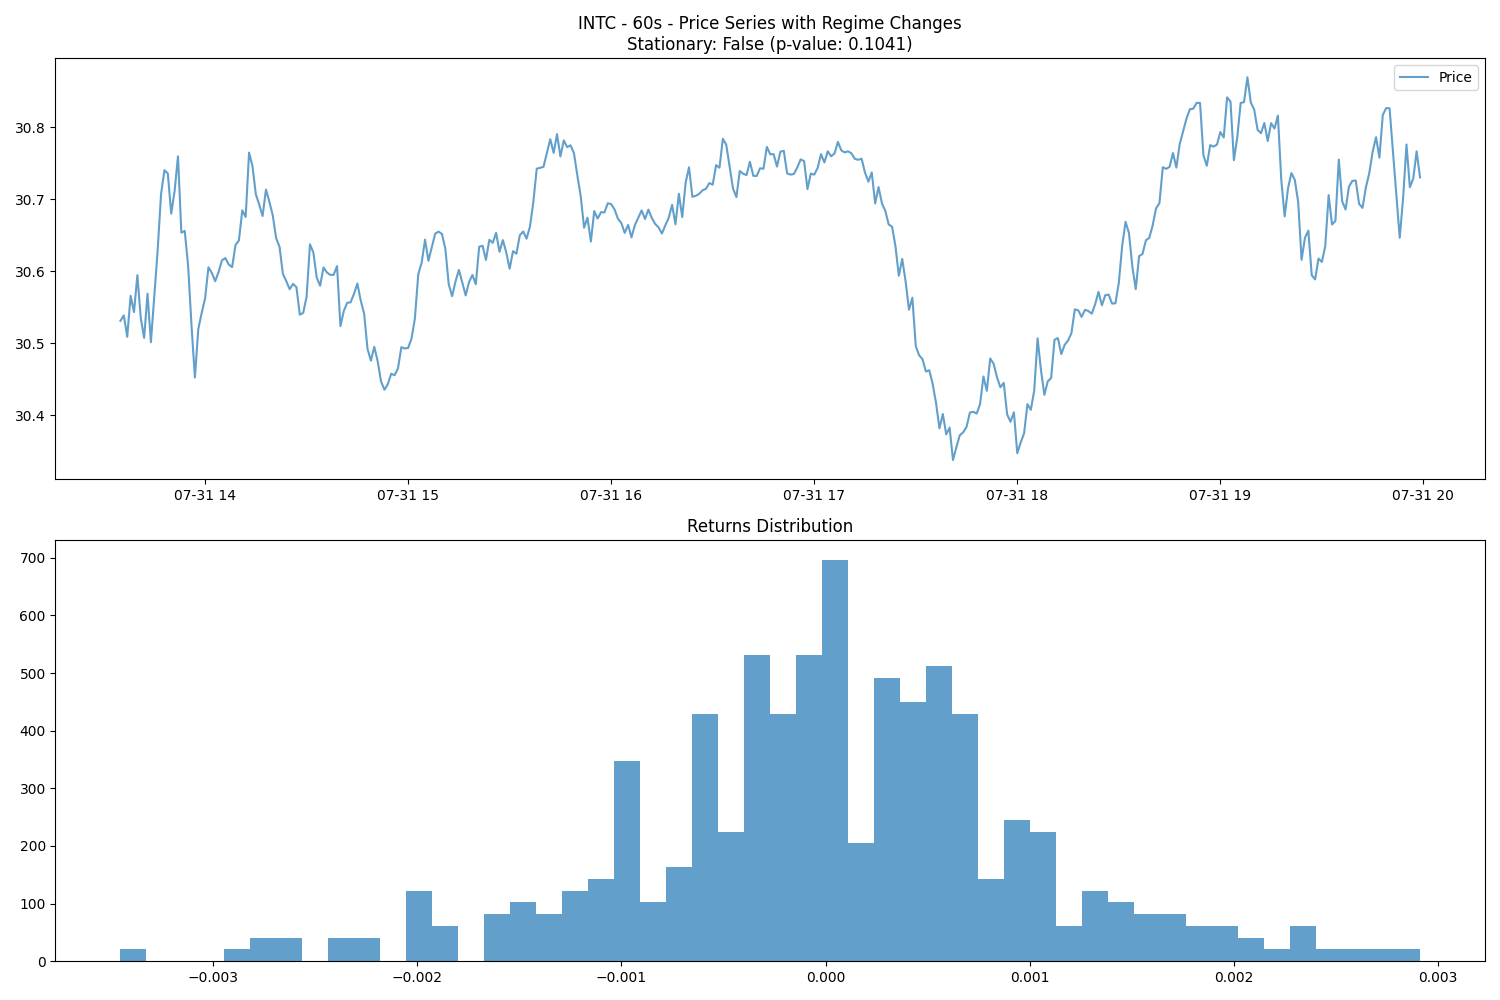 INTC - 60s - Price Series with Regime Changes
Stationary: False (p-value: 0.1041)
Price
30.8
30.7
30.6
30.5
30.4
07-31 14 07-31 15 07-31 16 07-31 17 07-31 18 07-31 19 07-31 20
Returns Distribution
700
600
500
400
300
200
100
0
−0.003 −0.002 −0.001 0.000 0.001 0.002 0.003